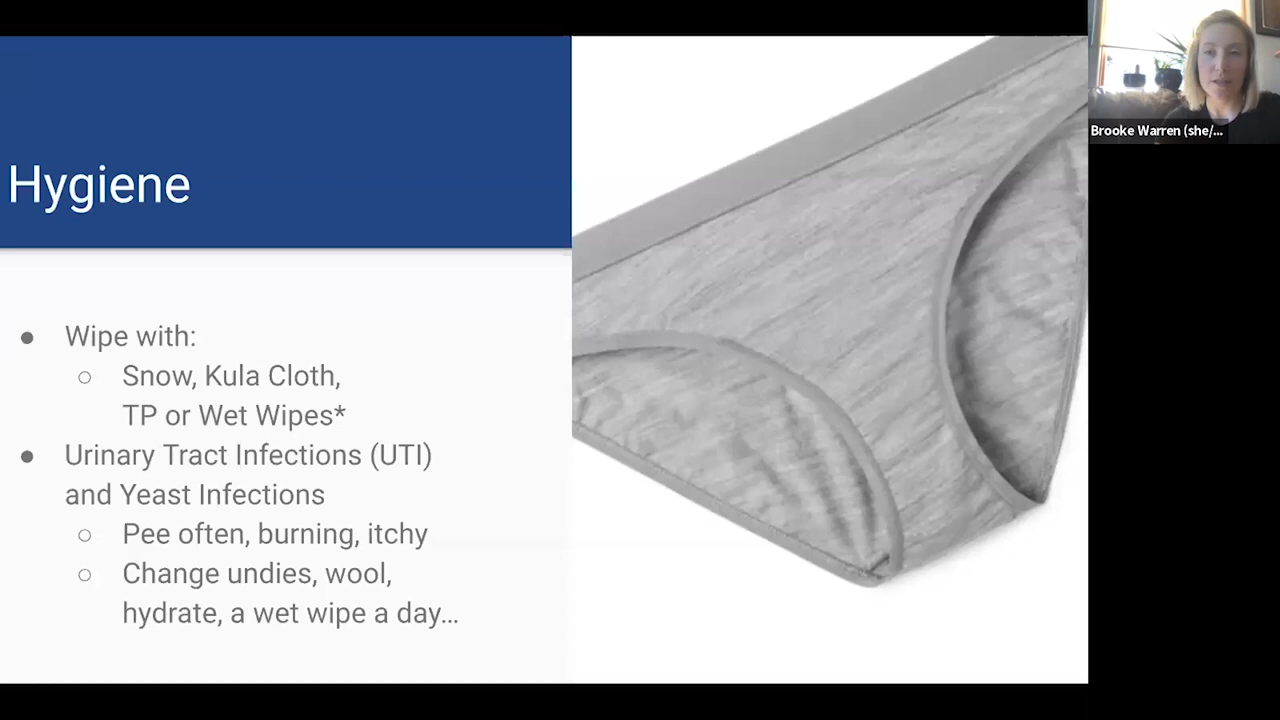 Hygiene
● Wipe with:
○ Snow, Kula Cloth,
TP or Wet Wipes*
● Urinary Tract Infections (UTI)
and Yeast Infections
○ Pee often, burning, itchy
○ Change undies, wool,
hydrate, a wet wipe a day…
Brooke Warren (she/...